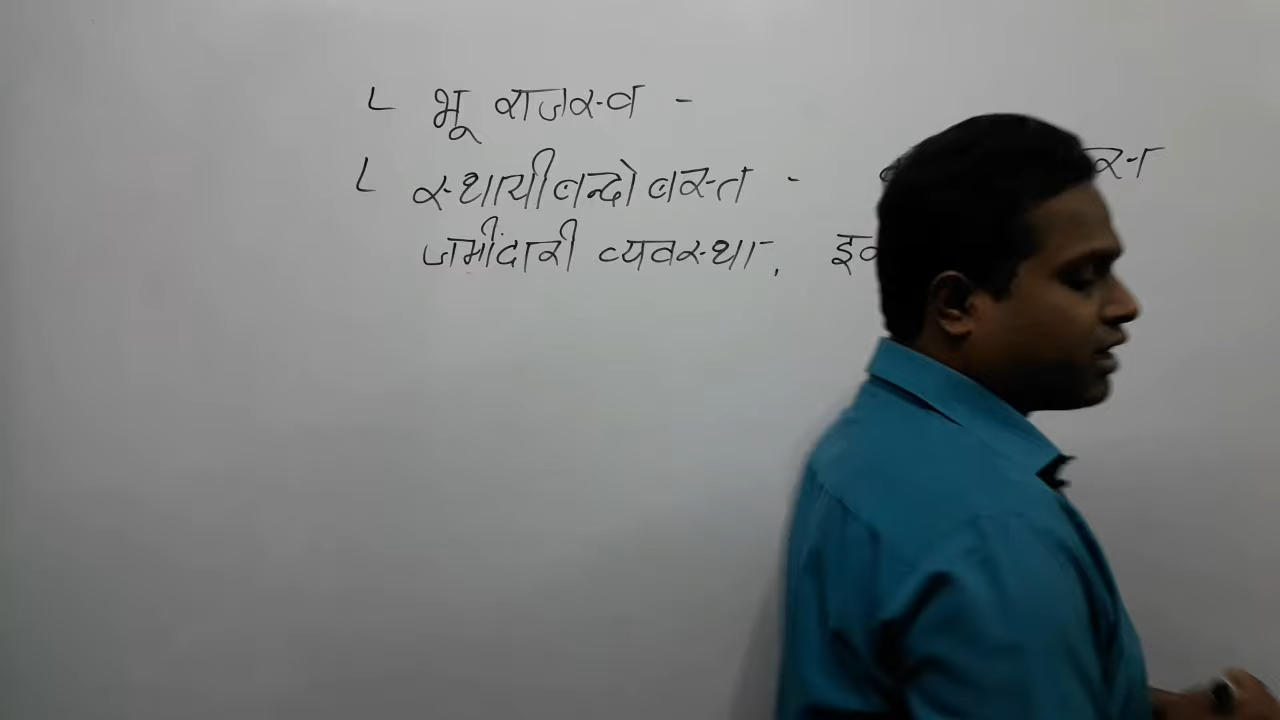 भू राजस्व -
स्थायी बन्दोबस्त -
जमींदारी व्यवस्था,